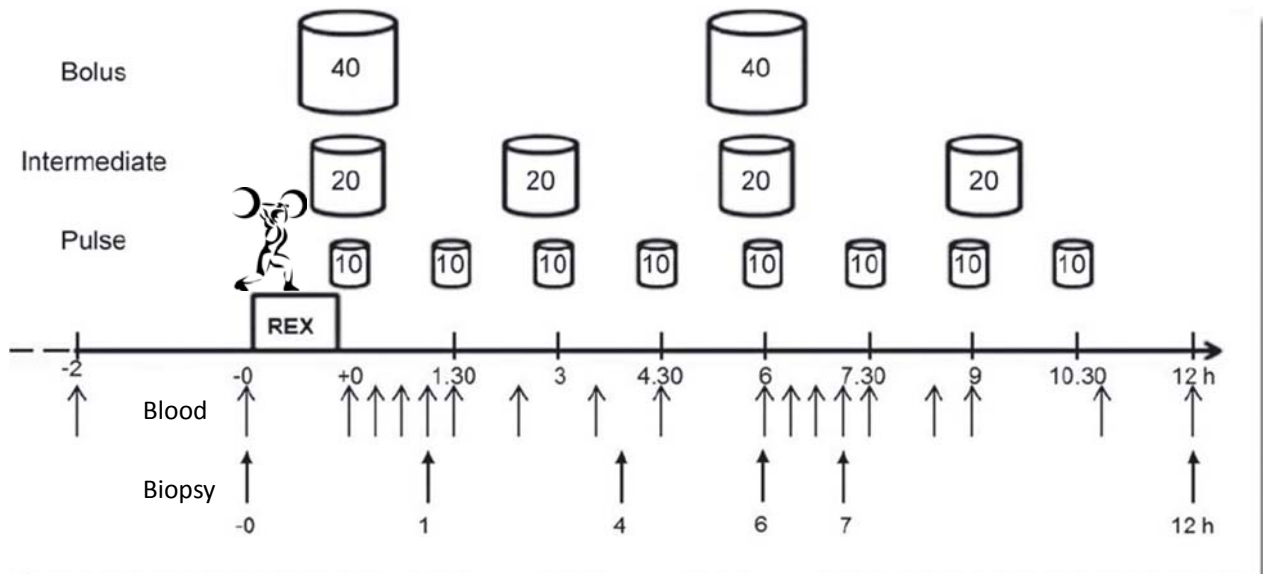 Bolus 40 40
Intermediate 20 20 20 20
Pulse 10 10 10 10 10 10 10 10
REX
-2 -0 +0 1.30 3 4.30 6 7.30 9 10.30 12 h
Blood
Biopsy
-0 1 4 6 7 12 h